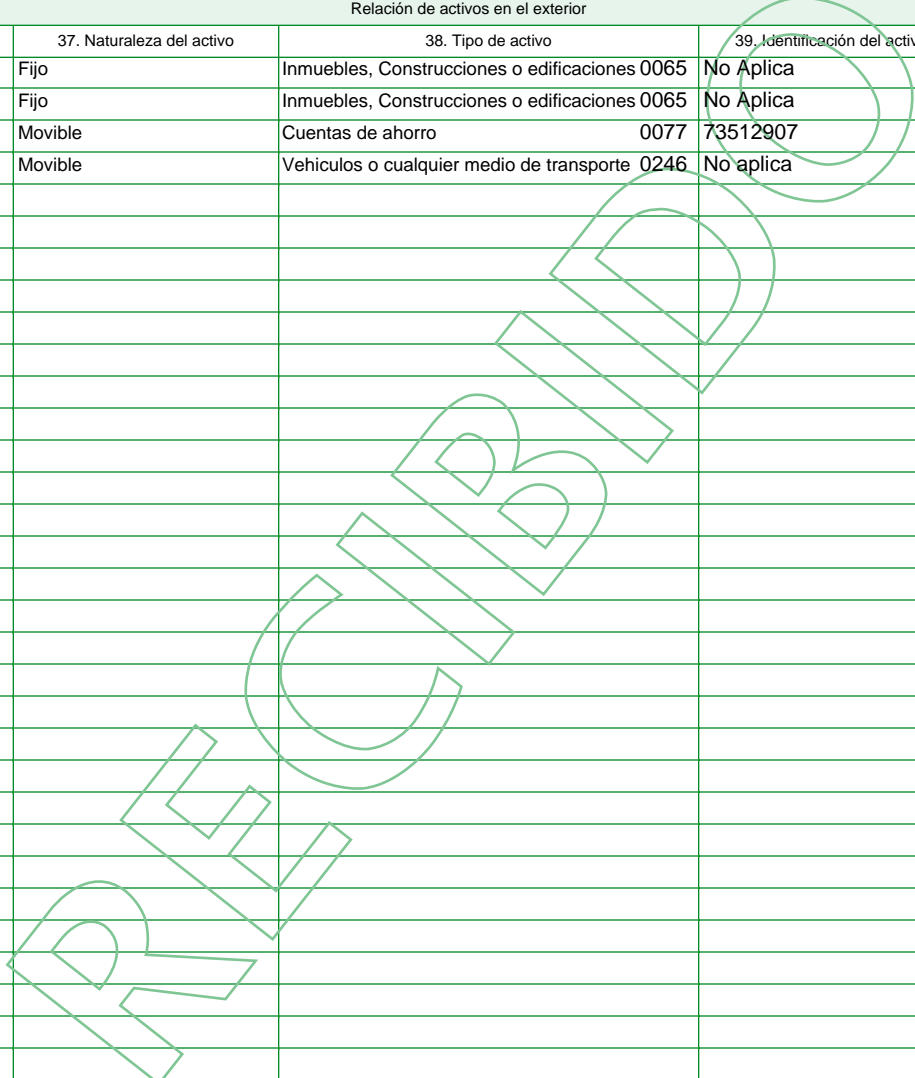 Relación de activos en el exterior
37. Naturaleza del activo 38. Tipo de activo 39. Identificación del
Fijo Inmuebles, Construcciones o edificaciones 0065 No Aplica
Fijo Inmuebles, Construcciones o edificaciones 0065 No Aplica
Movible Cuentas de ahorro 0077 73512907
Movible Vehiculos o cualquier medio de transporte 0246 No aplica
RECIBIDO